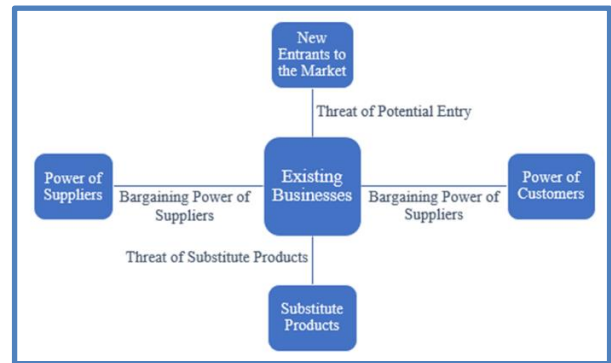 New
Entrants to
the Market
Threat of Potential Entry
Power of
Suppliers
Bargaining Power of
Suppliers
Existing
Businesses
Bargaining Power of
Suppliers
Power of
Customers
Threat of Substitute Products
Substitute
Products